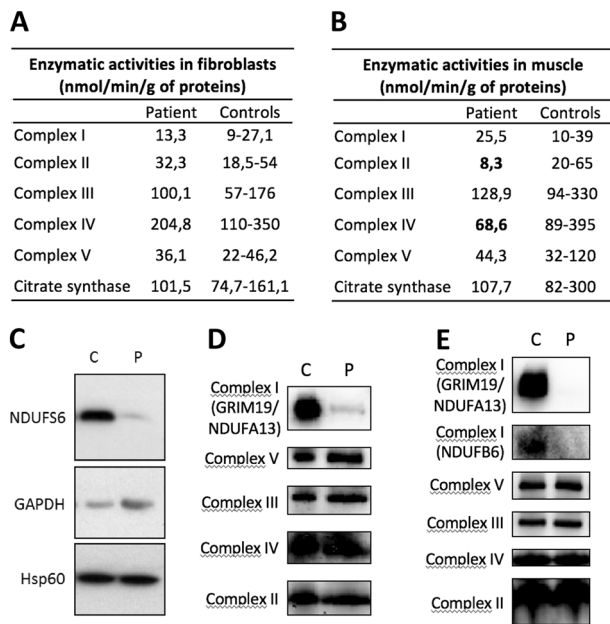 A
Enzymatic activities in fibroblasts
(nmol/min/g of proteins)
Patient Controls
Complex I 13,3 9-27,1
Complex II 32,3 18,5-54
Complex III 100,1 57-176
Complex IV 204,8 110-350
Complex V 36,1 22-46,2
Citrate synthase 101,5 74,7-161,1
B
Enzymatic activities in muscle
(nmol/min/g of proteins)
Patient Controls
Complex I 25,5 10-39
Complex II 8,3 20-65
Complex III 128,9 94-330
Complex IV 68,6 89-395
Complex V 44,3 32-120
Citrate synthase 107,7 82-300
C
C P
NDUFS6
GAPDH
Hsp60
D
C P
Complex I
(GRIM19/
NDUFA13)
Complex V
Complex III
Complex IV
Complex II
E
C P
Complex I
(GRIM19/
NDUFA13)
Complex I
(NDUFB6)
Complex V
Complex III
Complex IV
Complex II